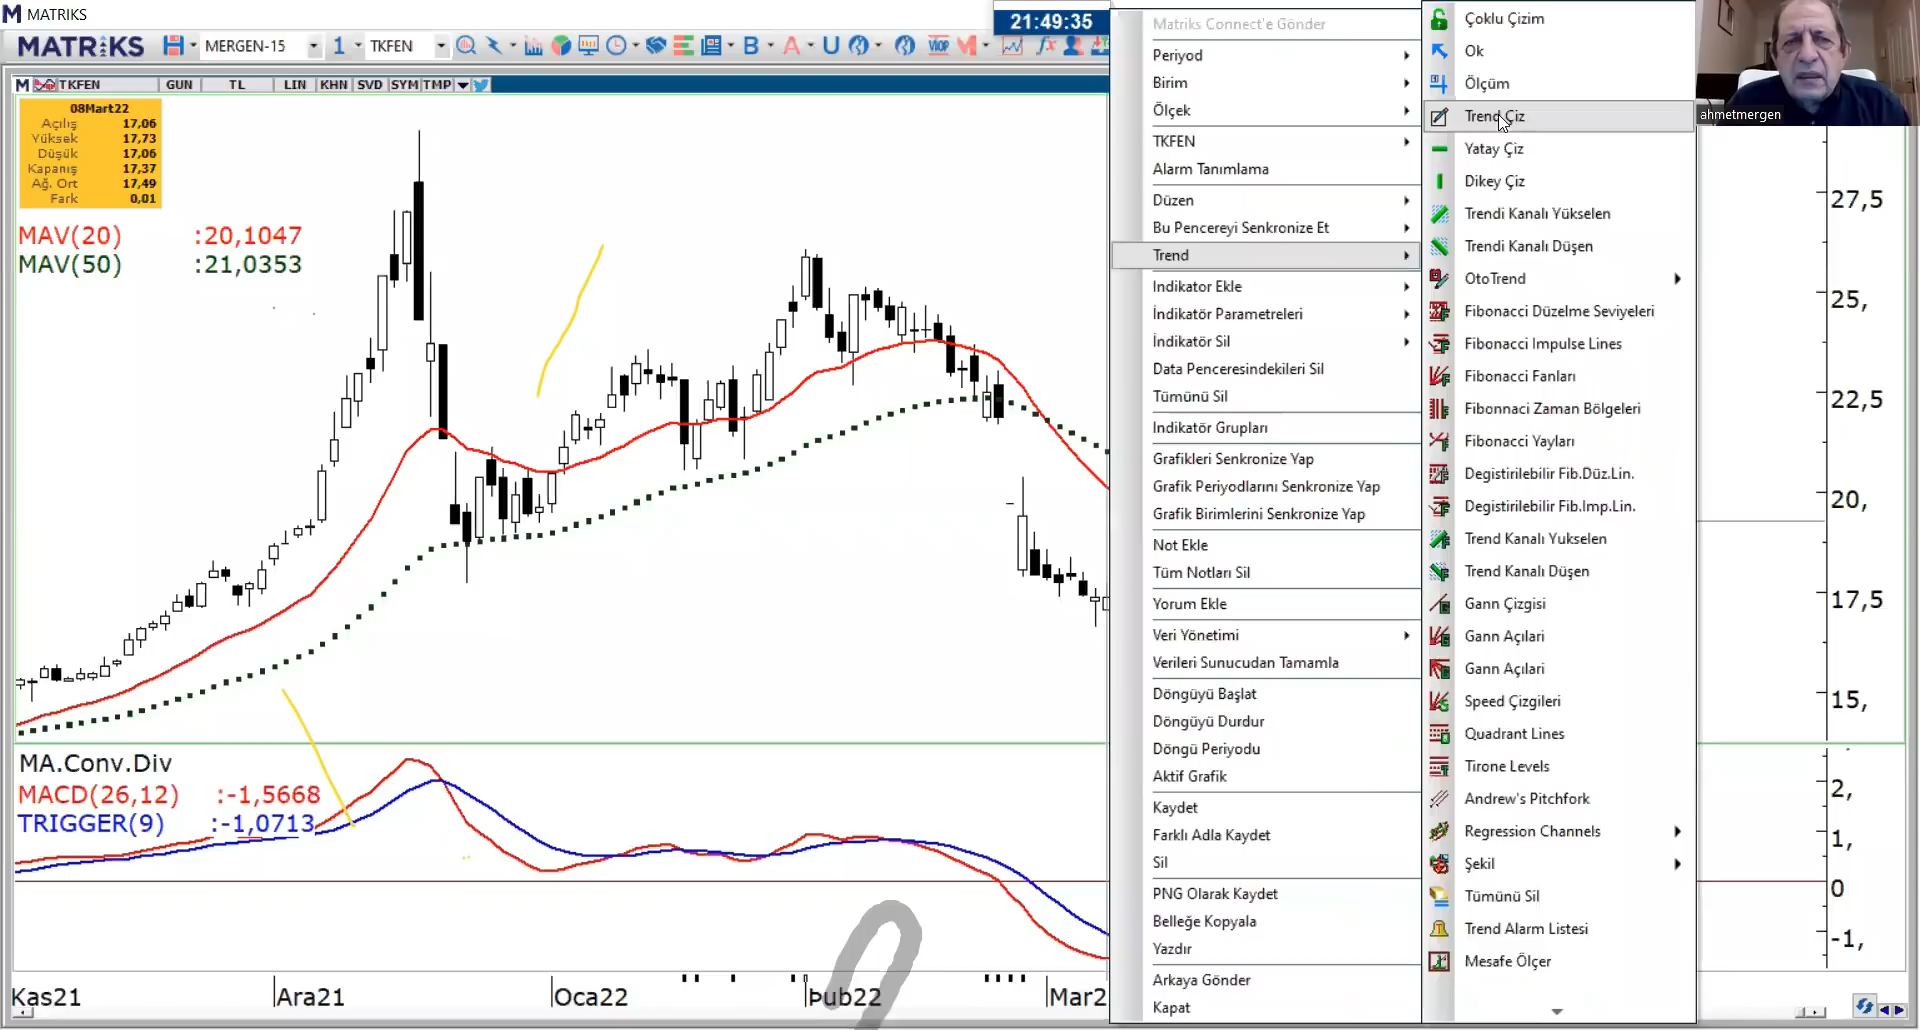 MATRIKS
MATRIKS MERGEN-15 1 TKFEN B A U VIOP M fx
21:49:35
TKFEN GUN TL LIN KHN SVD SYM TMP
08Mart22
Açılış 17,06
Yüksek 17,73
Düşük 17,06
Kapanış 17,37
Ağ. Ort 17,49
Fark 0,01
MAV(20) :20,1047
MAV(50) :21,0353
MA.Conv.Div
MACD(26,12) :-1,5668
TRIGGER(9) :-1,0713
Kas21 Ara21 Oca22 Þub22 Mar2
Matriks Connect'e Gönder
Periyod
Birim
Ölçek
TKFEN
Alarm Tanımlama
Düzen
Bu Pencereyi Senkronize Et
Trend
Indikator Ekle
İndikatör Parametreleri
İndikatör Sil
Data Penceresindekileri Sil
Tümünü Sil
Indikatör Grupları
Grafikleri Senkronize Yap
Grafik Periyodlarını Senkronize Yap
Grafik Birimlerini Senkronize Yap
Not Ekle
Tüm Notları Sil
Yorum Ekle
Veri Yönetimi
Verileri Sunucudan Tamamla
Döngüyü Başlat
Döngüyü Durdur
Döngü Periyodu
Aktif Grafik
Kaydet
Farklı Adla Kaydet
Sil
PNG Olarak Kaydet
Belleğe Kopyala
Yazdır
Arkaya Gönder
Kapat
Çoklu Çizim
Ok
Ölçüm
Trend Çiz
Yatay Çiz
Dikey Çiz
Trendi Kanalı Yükselen
Trendi Kanalı Düşen
OtoTrend
Fibonacci Düzelme Seviyeleri
Fibonacci Impulse Lines
Fibonacci Fanları
Fibonnaci Zaman Bölgeleri
Fibonacci Yayları
Degistirilebilir Fib.Düz.Lin.
Degistirilebilir Fib.Imp.Lin.
Trend Kanalı Yukselen
Trend Kanalı Düşen
Gann Çizgisi
Gann Açılari
Gann Açılari
Speed Çizgileri
Quadrant Lines
Tirone Levels
Andrew's Pitchfork
Regression Channels
Şekil
Tümünü Sil
Trend Alarm Listesi
Mesafe Ölçer
ahmetmergen
27,5
25,
22,5
20,
17,5
15,
2,
1,
0
-1,